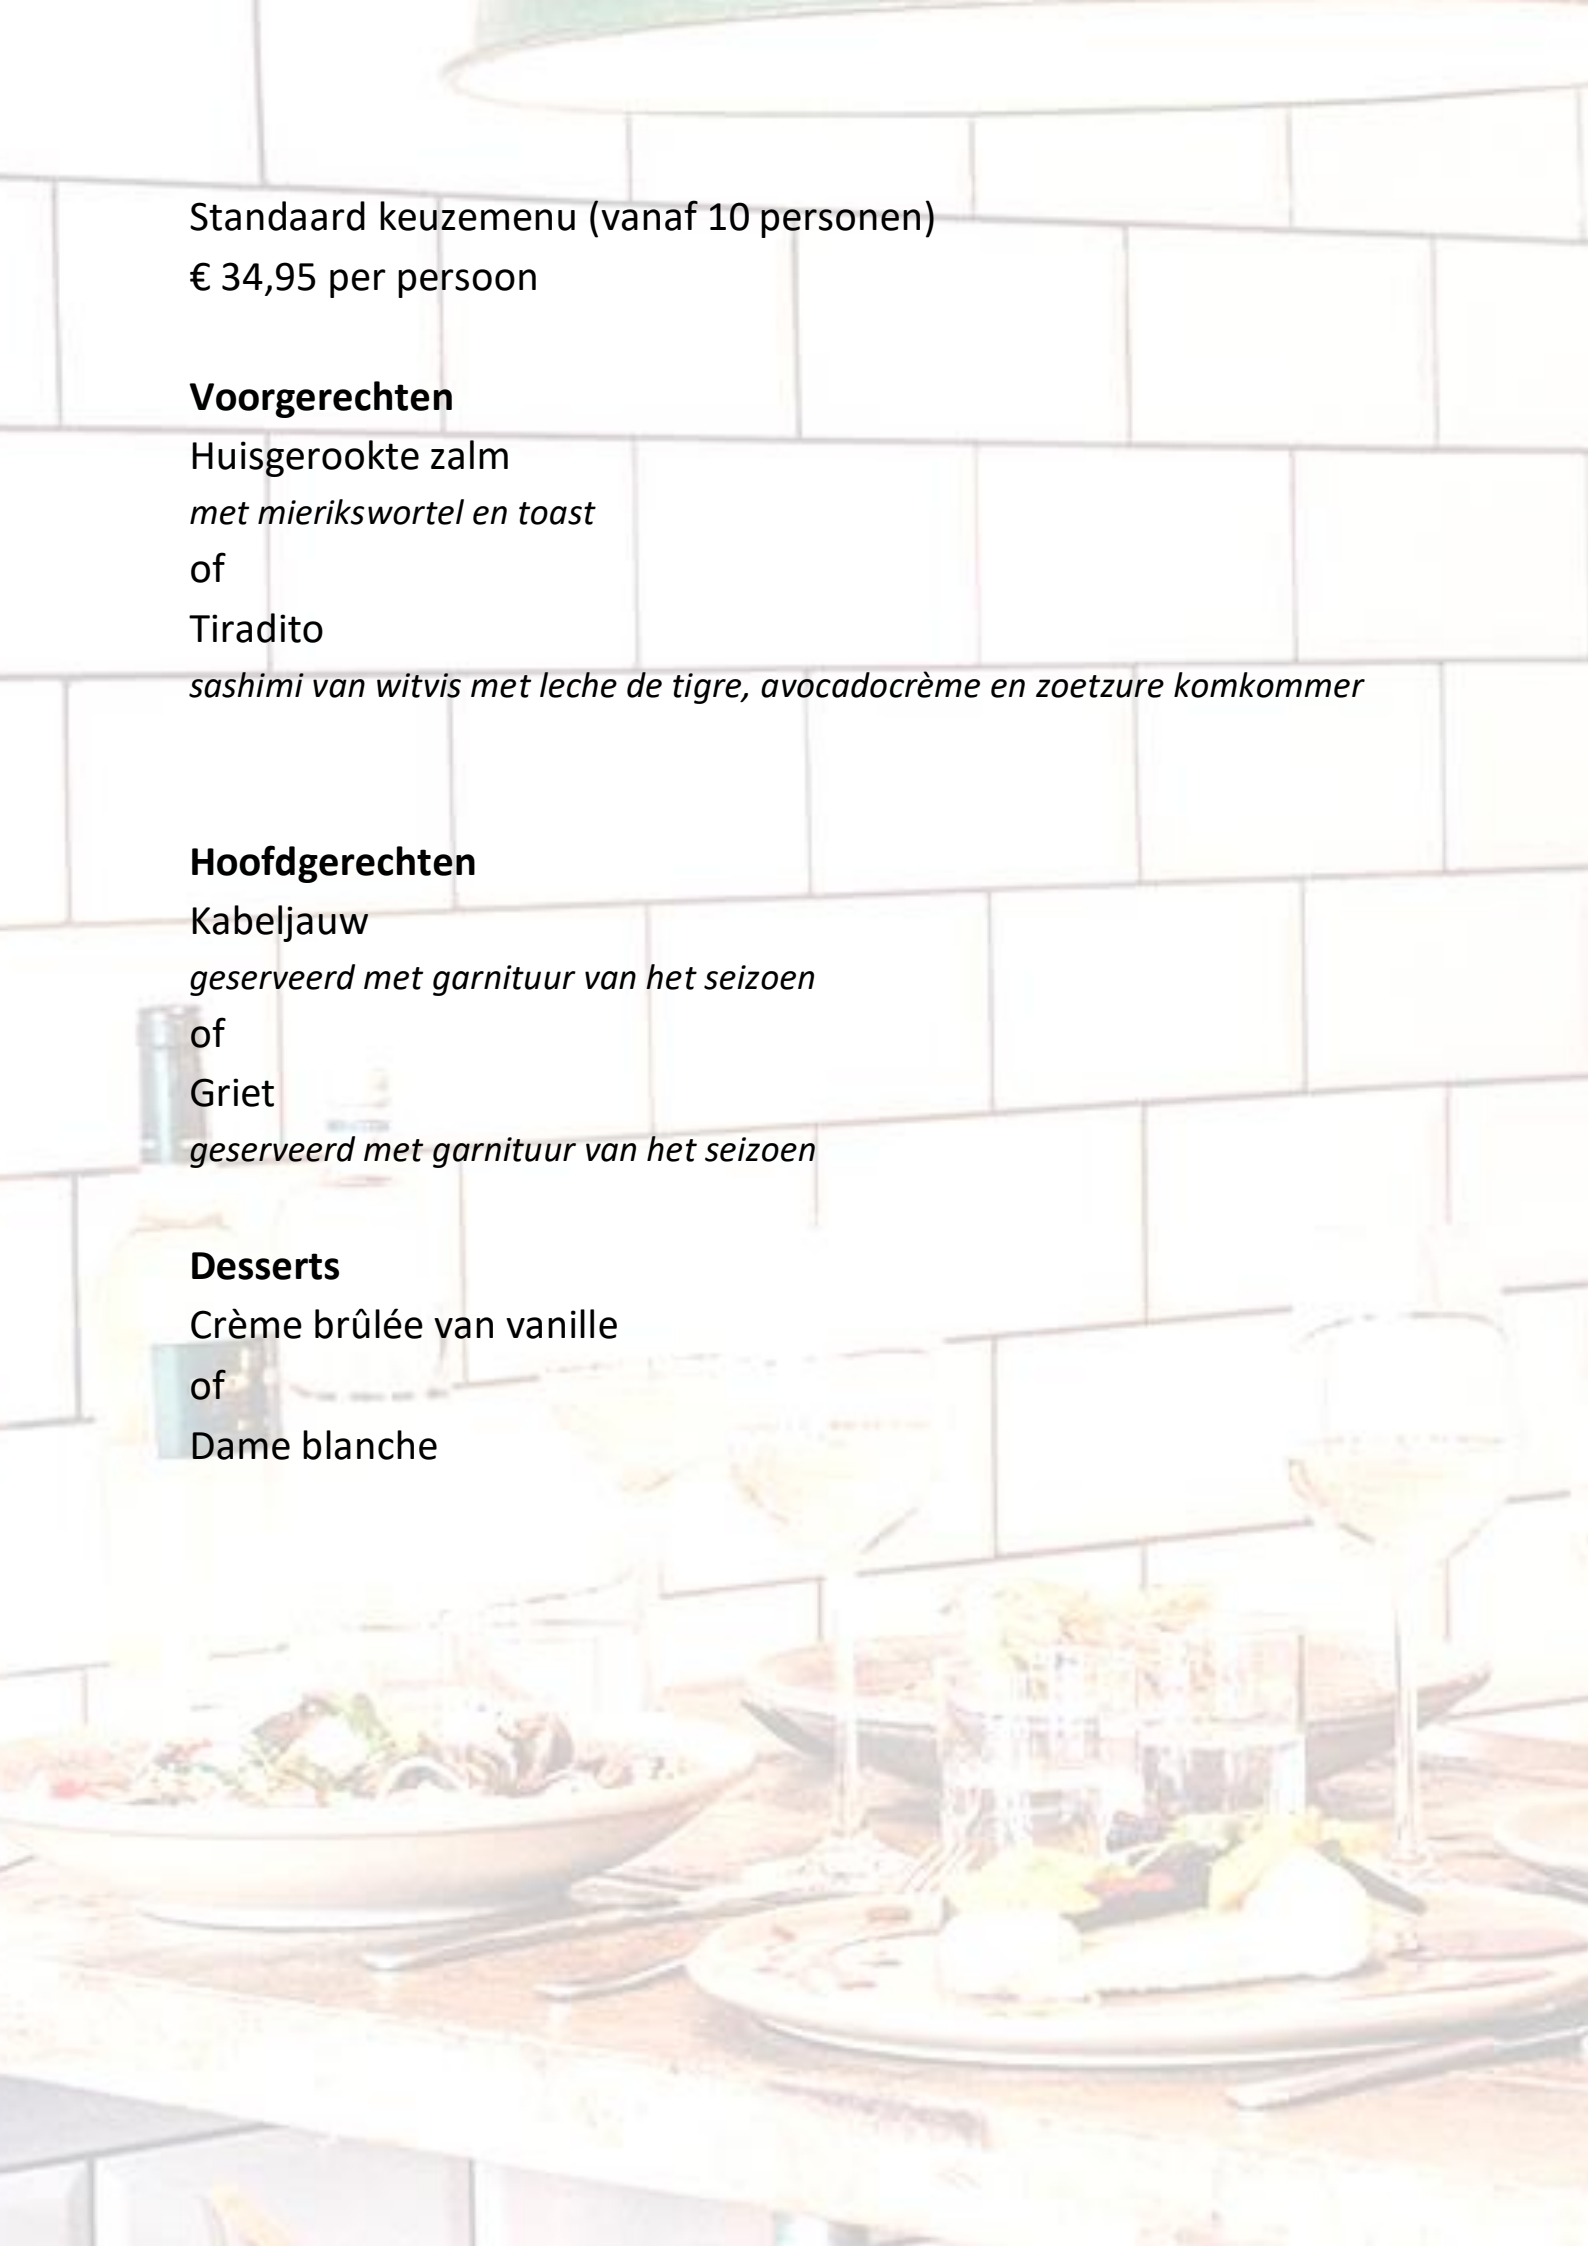 Standaard keuzemenu (vanaf 10 personen)
€ 34,95 per persoon
Voorgerechten
Huisgerookte zalm
met mierikswortel en toast
of
Tiradito
sashimi van witvis met leche de tigre, avocadocrème en zoetzure komkommer
Hoofdgerechten
Kabeljauw
geserveerd met garnituur van het seizoen
of
Griet
geserveerd met garnituur van het seizoen
Desserts
Crème brûlée van vanille
of
Dame blanche